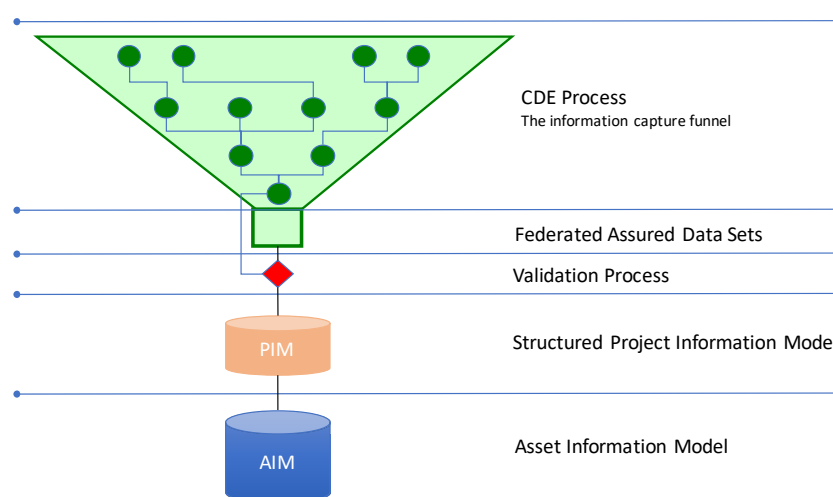 CDE Process
The information capture funnel
Federated Assured Data Sets
Validation Process
PIM
Structured Project Information Mode
AIM
Asset Information Model